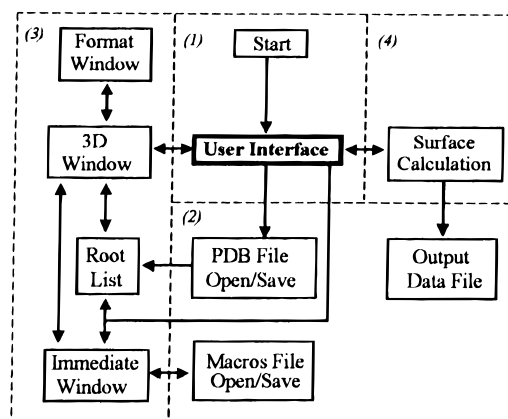 (3)
Format
Window
(1)
Start
(4)
3D
Window
User Interface
Surface
Calculation
(2)
Root
List
PDB File
Open/Save
Output
Data File
Immediate
Window
Macros File
Open/Save